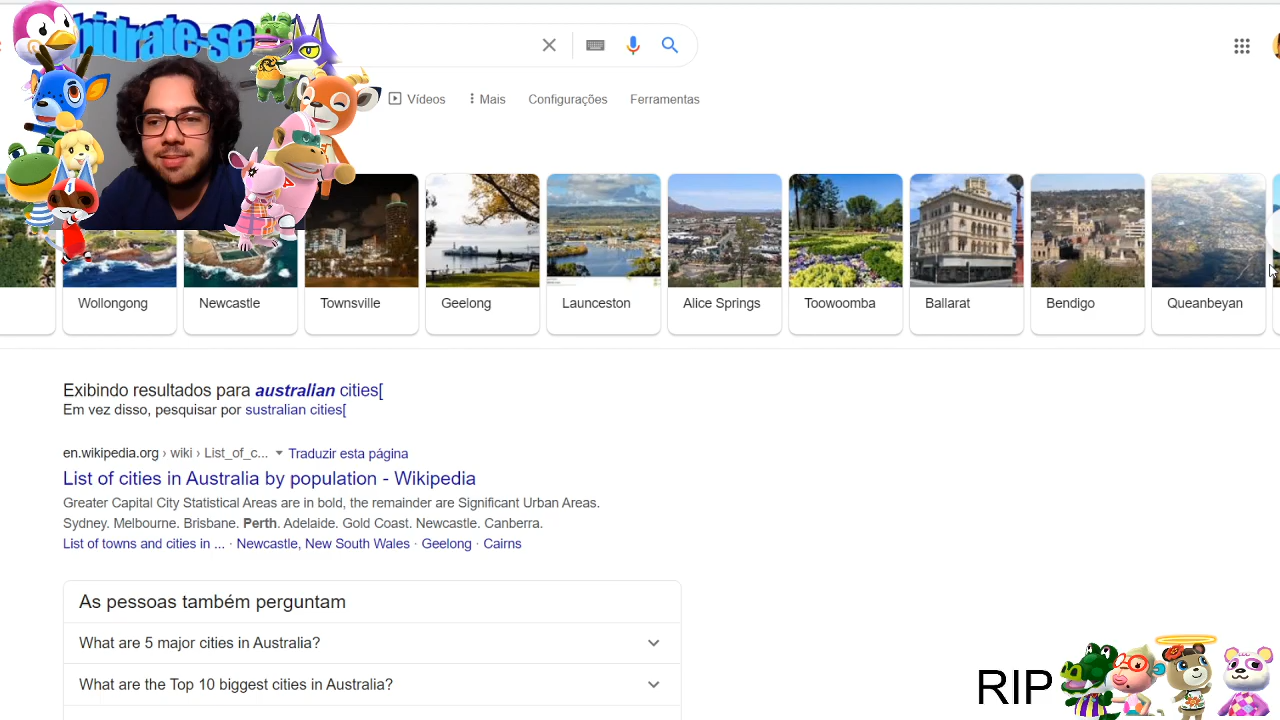 hidrate-se
Vídeos
Mais
Configurações
Ferramentas
Wollongong
Newcastle
Townsville
Geelong
Launceston
Alice Springs
Toowoomba
Ballarat
Bendigo
Queanbeyan
Exibindo resultados para australian cities[
Em vez disso, pesquisar por sustralian cities[
en.wikipedia.org › wiki › List_of_c... Traduzir esta página
List of cities in Australia by population - Wikipedia
Greater Capital City Statistical Areas are in bold, the remainder are Significant Urban Areas.
Sydney. Melbourne. Brisbane. Perth. Adelaide. Gold Coast. Newcastle. Canberra.
List of towns and cities in ... · Newcastle, New South Wales · Geelong · Cairns
As pessoas também perguntam
What are 5 major cities in Australia?
What are the Top 10 biggest cities in Australia?
RIP